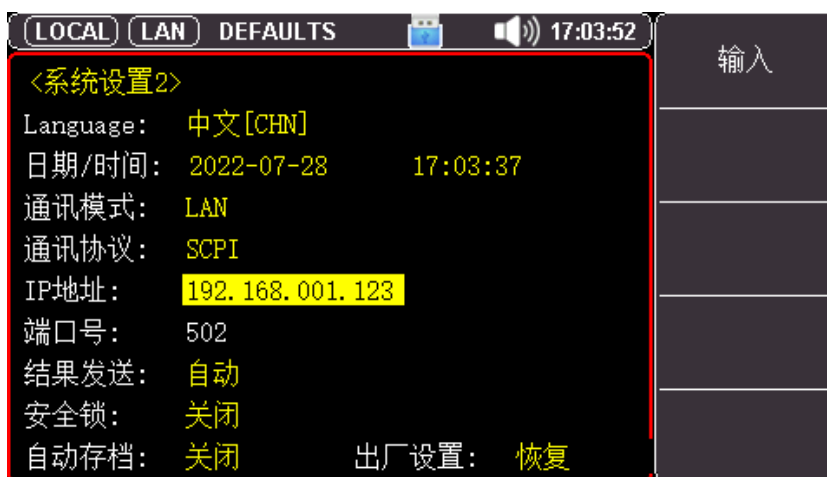 LOCAL LAN DEFAULTS 17:03:52
输入
<系统设置2>
Language: 中文[CHN]
日期/时间: 2022-07-28 17:03:37
通讯模式: LAN
通讯协议: SCPI
IP地址: 192.168.001.123
端口号: 502
结果发送: 自动
安全锁: 关闭
自动存档: 关闭 出厂设置: 恢复